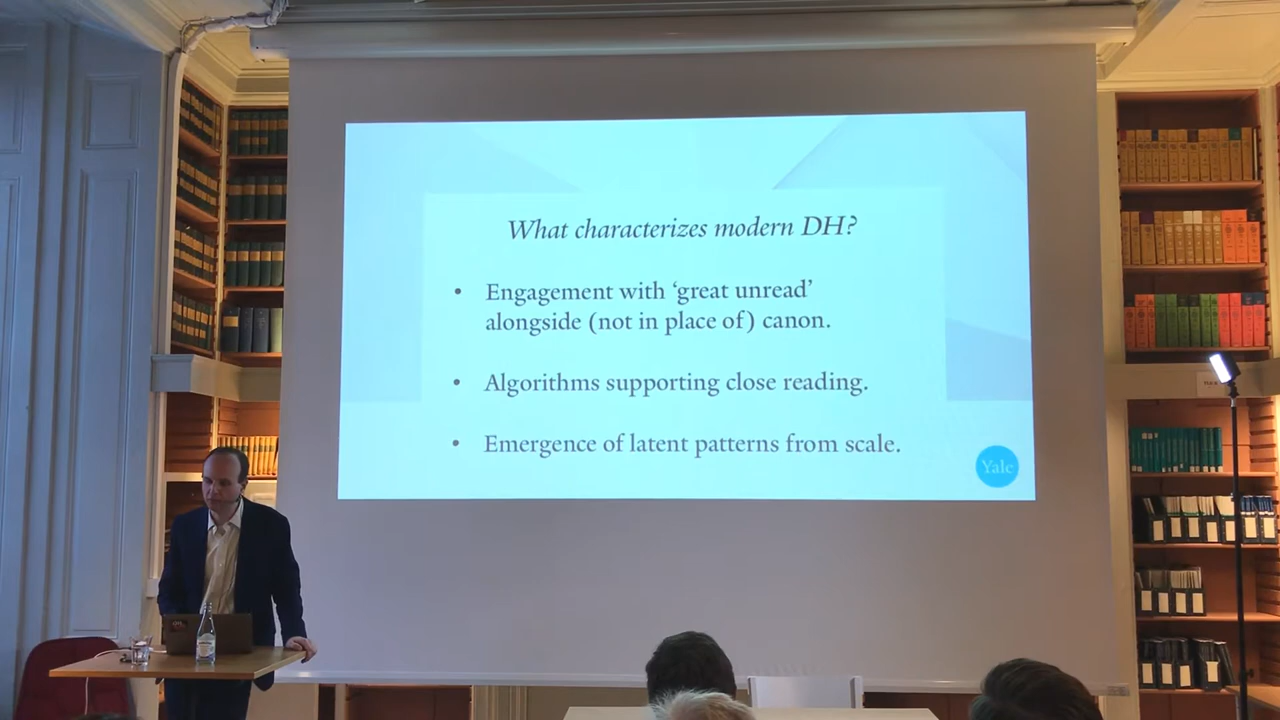 What characterizes modern DH?
• Engagement with ‘great unread’
alongside (not in place of) canon.
• Algorithms supporting close reading.
• Emergence of latent patterns from scale.
Yale